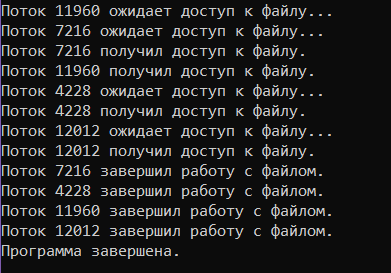 Поток 11960 ожидает доступ к файлу...
Поток 7216 ожидает доступ к файлу...
Поток 7216 получил доступ к файлу.
Поток 11960 получил доступ к файлу.
Поток 4228 ожидает доступ к файлу...
Поток 4228 получил доступ к файлу.
Поток 12012 ожидает доступ к файлу...
Поток 12012 получил доступ к файлу.
Поток 7216 завершил работу с файлом.
Поток 4228 завершил работу с файлом.
Поток 11960 завершил работу с файлом.
Поток 12012 завершил работу с файлом.
Программа завершена.